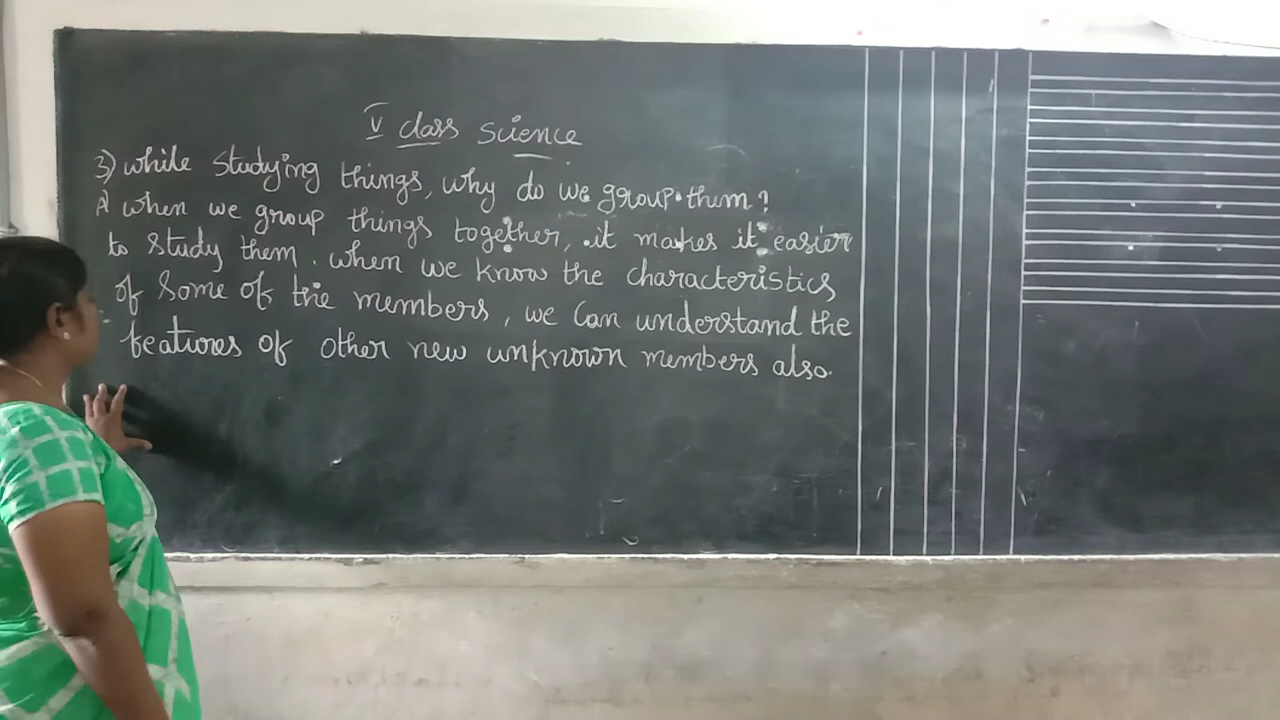 V class Science
3) while studying things, why do we group them?
A when we group things together, it makes it easier
to study them. when we know the characteristics
of some of the members, we can understand the
features of other new unknown members also.